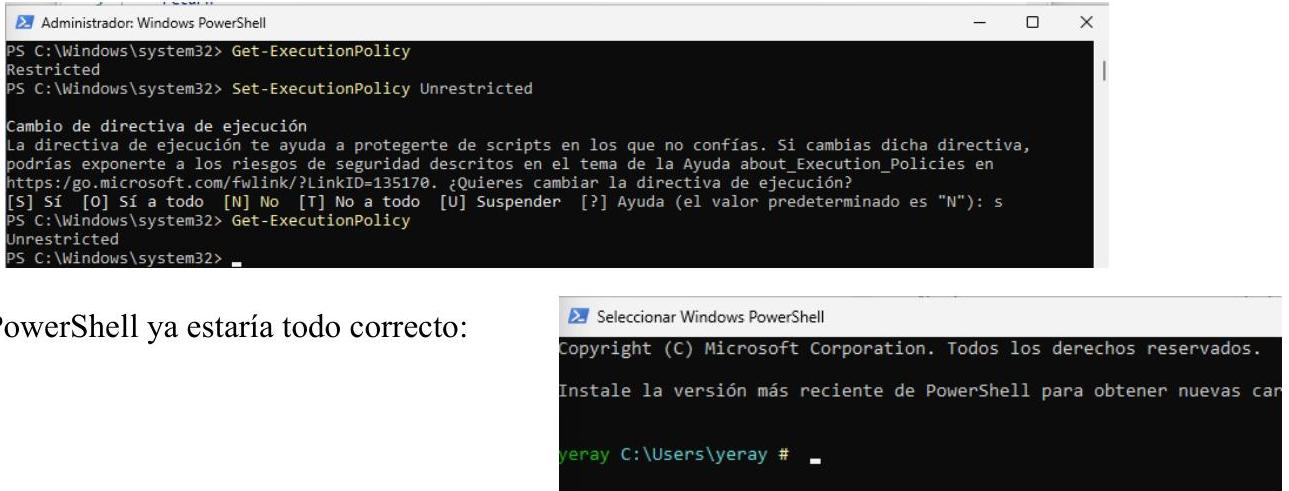 Administrador: Windows PowerShell
PS C:\Windows\system32> Get-ExecutionPolicy
Restricted
PS C:\Windows\system32> Set-ExecutionPolicy Unrestricted
Cambio de directiva de ejecución
La directiva de ejecución te ayuda a protegerte de scripts en los que no confías. Si cambias dicha directiva,
podrías exponerte a los riesgos de seguridad descritos en el tema de la Ayuda about_Execution_Policies en
https:/go.microsoft.com/fwlink/?LinkID=135170. ¿Quieres cambiar la directiva de ejecución?
[S] Sí  [O] Sí a todo  [N] No  [T] No a todo  [U] Suspender  [?] Ayuda (el valor predeterminado es "N"): s
PS C:\Windows\system32> Get-ExecutionPolicy
Unrestricted
PS C:\Windows\system32>
PowerShell ya estaría todo correcto:
Seleccionar Windows PowerShell
Copyright (C) Microsoft Corporation. Todos los derechos reservados.
Instale la versión más reciente de PowerShell para obtener nuevas car
yeray C:\Users\yeray #